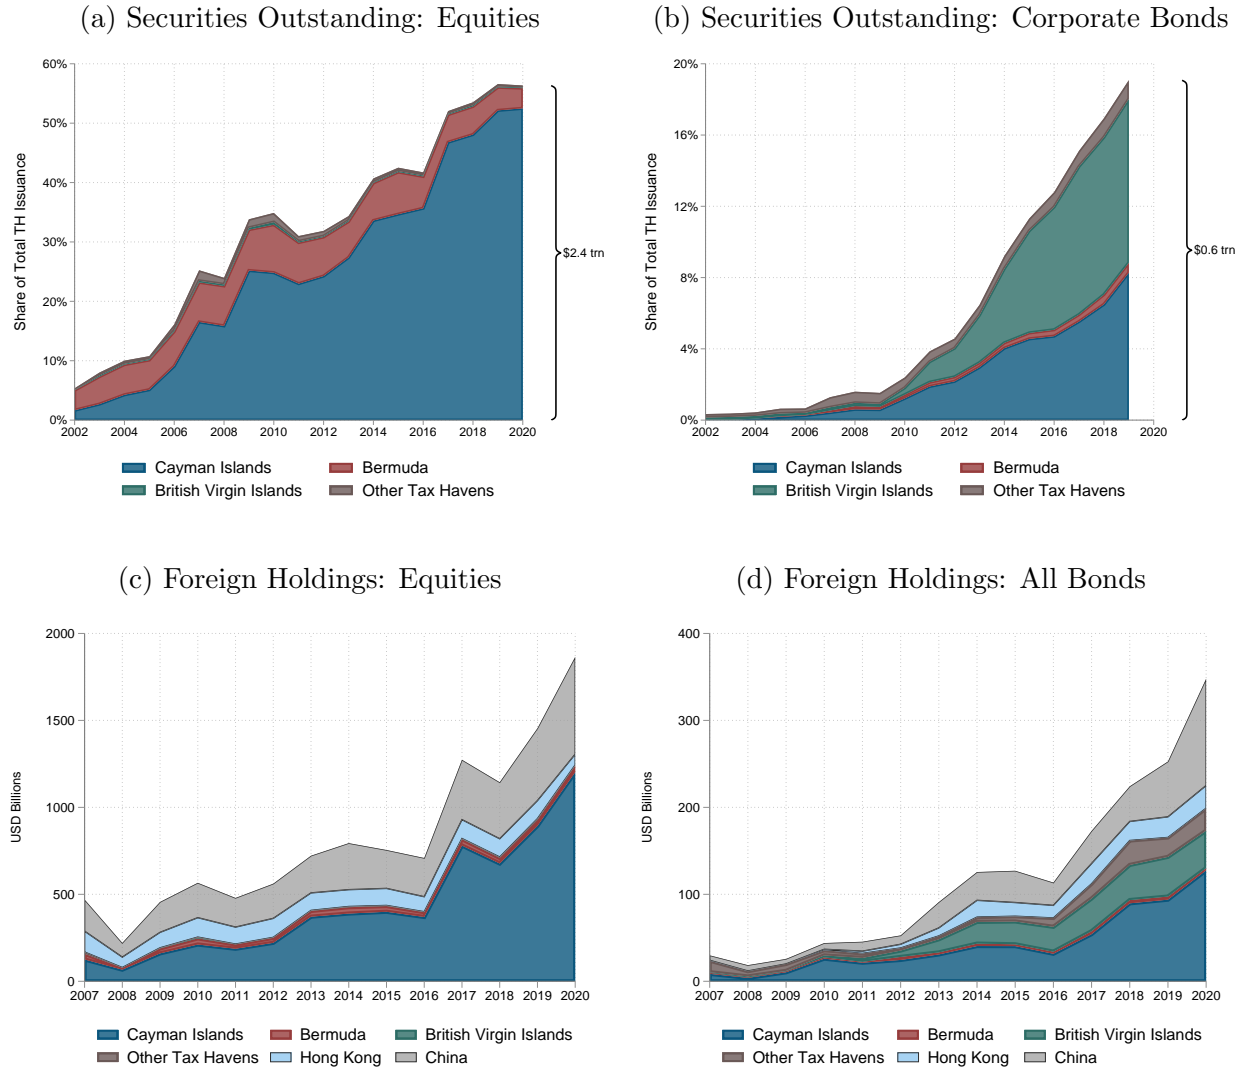 (a) Securities Outstanding: Equities
(b) Securities Outstanding: Corporate Bonds
Share of Total TH Issuance
60%
50%
40%
30%
20%
10%
0%
2002 2004 2006 2008 2010 2012 2014 2016 2018 2020
$2.4 trn
Cayman Islands
Bermuda
British Virgin Islands
Other Tax Havens
Share of Total TH Issuance
20%
16%
12%
8%
4%
0%
2002 2004 2006 2008 2010 2012 2014 2016 2018 2020
$0.6 trn
Cayman Islands
Bermuda
British Virgin Islands
Other Tax Havens
(c) Foreign Holdings: Equities
(d) Foreign Holdings: All Bonds
USD Billions
2000
1500
1000
500
0
2007 2008 2009 2010 2011 2012 2013 2014 2015 2016 2017 2018 2019 2020
Cayman Islands
Bermuda
British Virgin Islands
Other Tax Havens
Hong Kong
China
USD Billions
400
300
200
100
0
2007 2008 2009 2010 2011 2012 2013 2014 2015 2016 2017 2018 2019 2020
Cayman Islands
Bermuda
British Virgin Islands
Other Tax Havens
Hong Kong
China